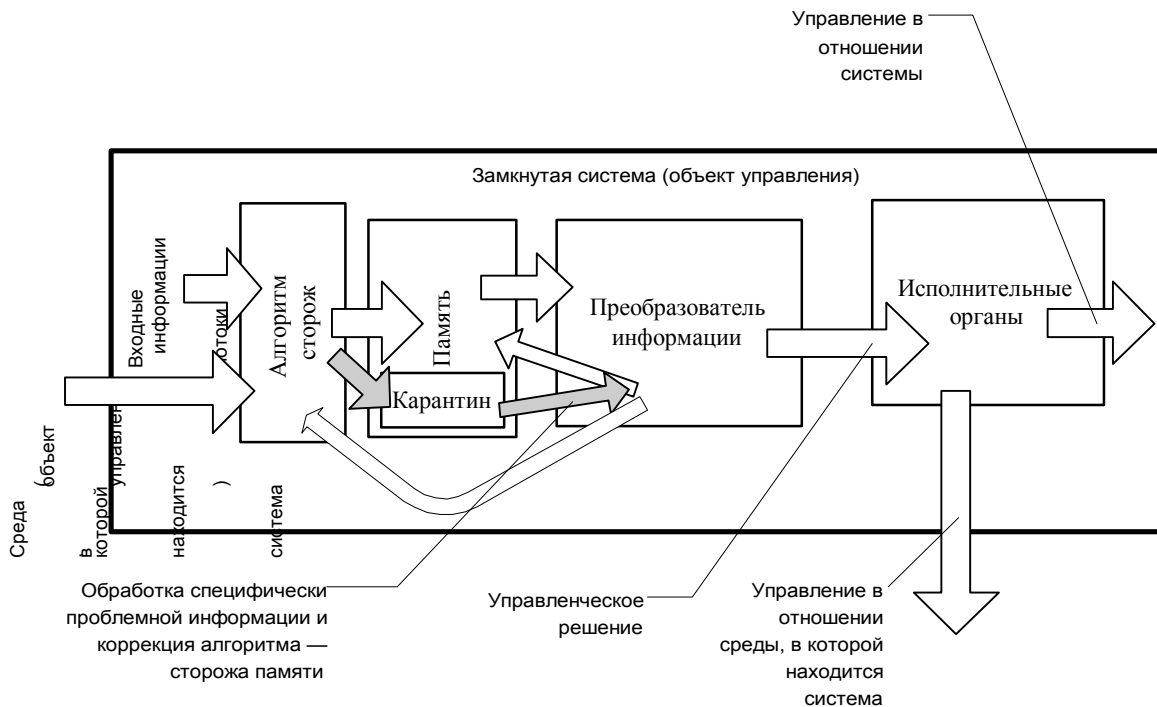 Управление в
отношении
системы
Замкнутая система (объект управления)
Входные
информации
отоки
Алгоритм
сторож
Память
Карантин
Преобразователь
информации
Исполнительные
органы
Среда
(объект
управлен
в
которой
находится
)
система
Обработка специфически
проблемной информации и
коррекция алгоритма —
сторожа памяти
Управленческое
решение
Управление в
отношении
среды, в которой
находится
система